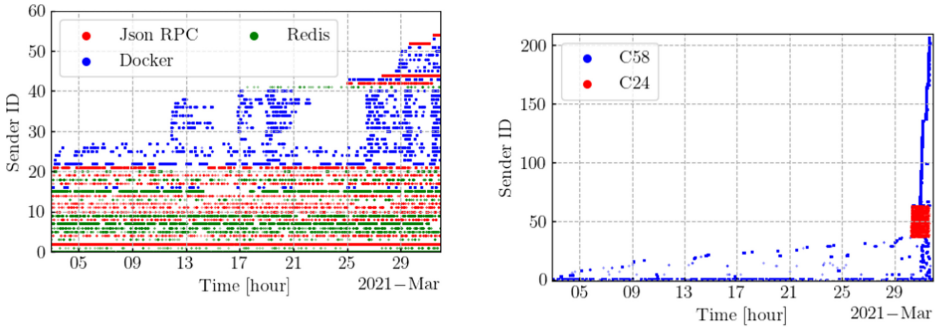 60
50
40
30
20
10
0
Sender ID
Json RPC
Docker
Redis
05
09
13
17
21
25
29
Time [hour]
2021−Mar
200
150
100
50
0
Sender ID
C58
C24
05
09
13
17
21
25
29
Time [hour]
2021−Mar